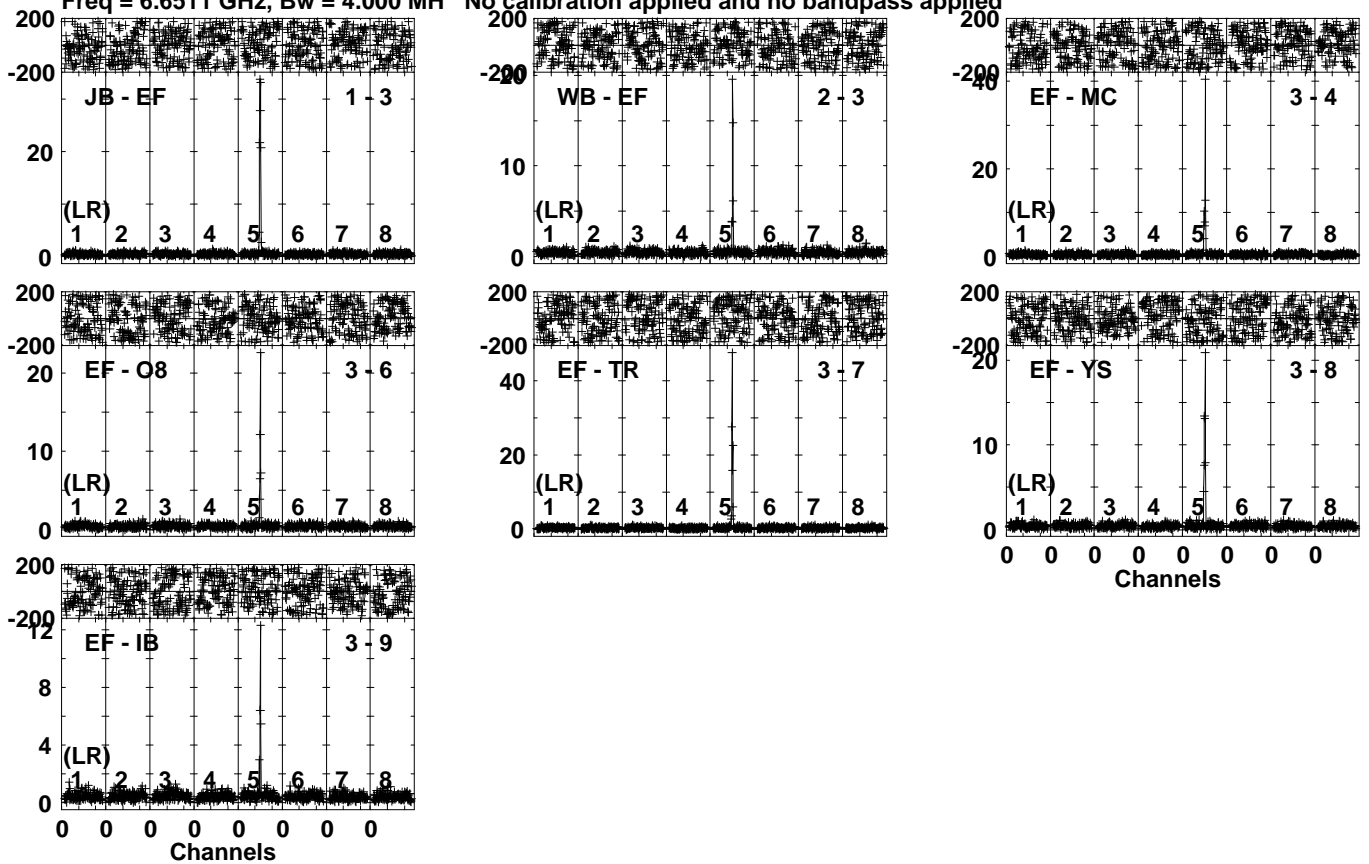 Freq = 6.6511 GHz, Bw = 4.000 MH No calibration applied and no bandpass applied
200
-200
JB - EF 1 - 3
20
(LR)
1 2 3 4 5 6 7 8
0
200
-200
20
WB - EF 2 - 3
10
(LR)
1 2 3 4 5 6 7 8
0
200
-200
40
EF - MC 3 - 4
20
(LR)
1 2 3 4 5 6 7 8
0
200
-200
20
EF - O8 3 - 6
10
(LR)
1 2 3 4 5 6 7 8
0
200
-200
EF - TR 3 - 7
40
20
(LR)
1 2 3 4 5 6 7 8
0
200
-200
20
EF - YS 3 - 8
10
(LR)
1 2 3 4 5 6 7 8
0
0 0 0 0 0 0 0 0
Channels
200
-200
12
EF - IB 3 - 9
8
4
(LR)
1 2 3 4 5 6 7 8
0
0 0 0 0 0 0 0 0
Channels